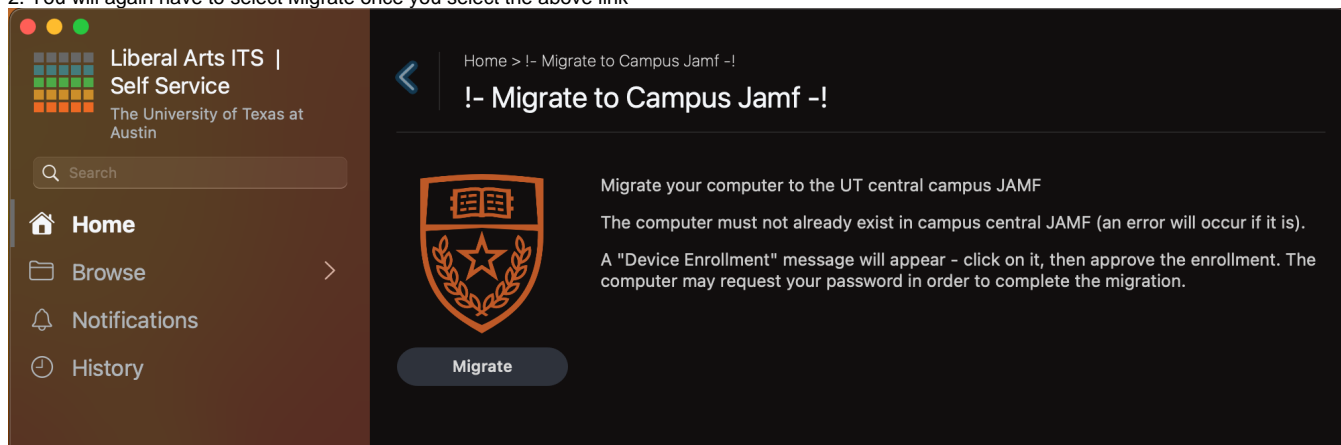 2. You will again have to select Migrate once you select the above link
Liberal Arts ITS |
Self Service
The University of Texas at
Austin
Search
Home
Browse
Notifications
History
Home > !- Migrate to Campus Jamf -!
!- Migrate to Campus Jamf -!
Migrate
Migrate your computer to the UT central campus JAMF
The computer must not already exist in campus central JAMF (an error will occur if it is).
A "Device Enrollment" message will appear - click on it, then approve the enrollment. The
computer may request your password in order to complete the migration.